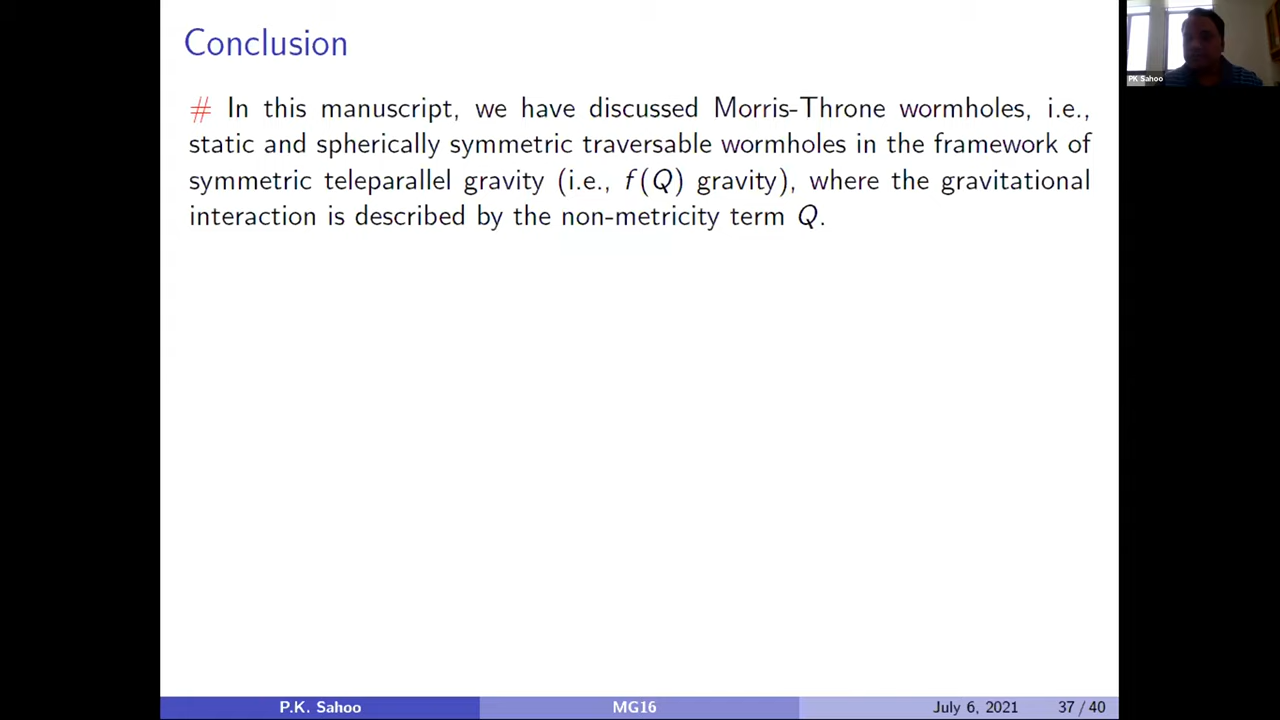 Conclusion
# In this manuscript, we have discussed Morris-Throne wormholes, i.e.,
static and spherically symmetric traversable wormholes in the framework of
symmetric teleparallel gravity (i.e., f(Q) gravity), where the gravitational
interaction is described by the non-metricity term Q.
PK Sahoo
P.K. Sahoo
MG16
July 6, 2021
37 / 40